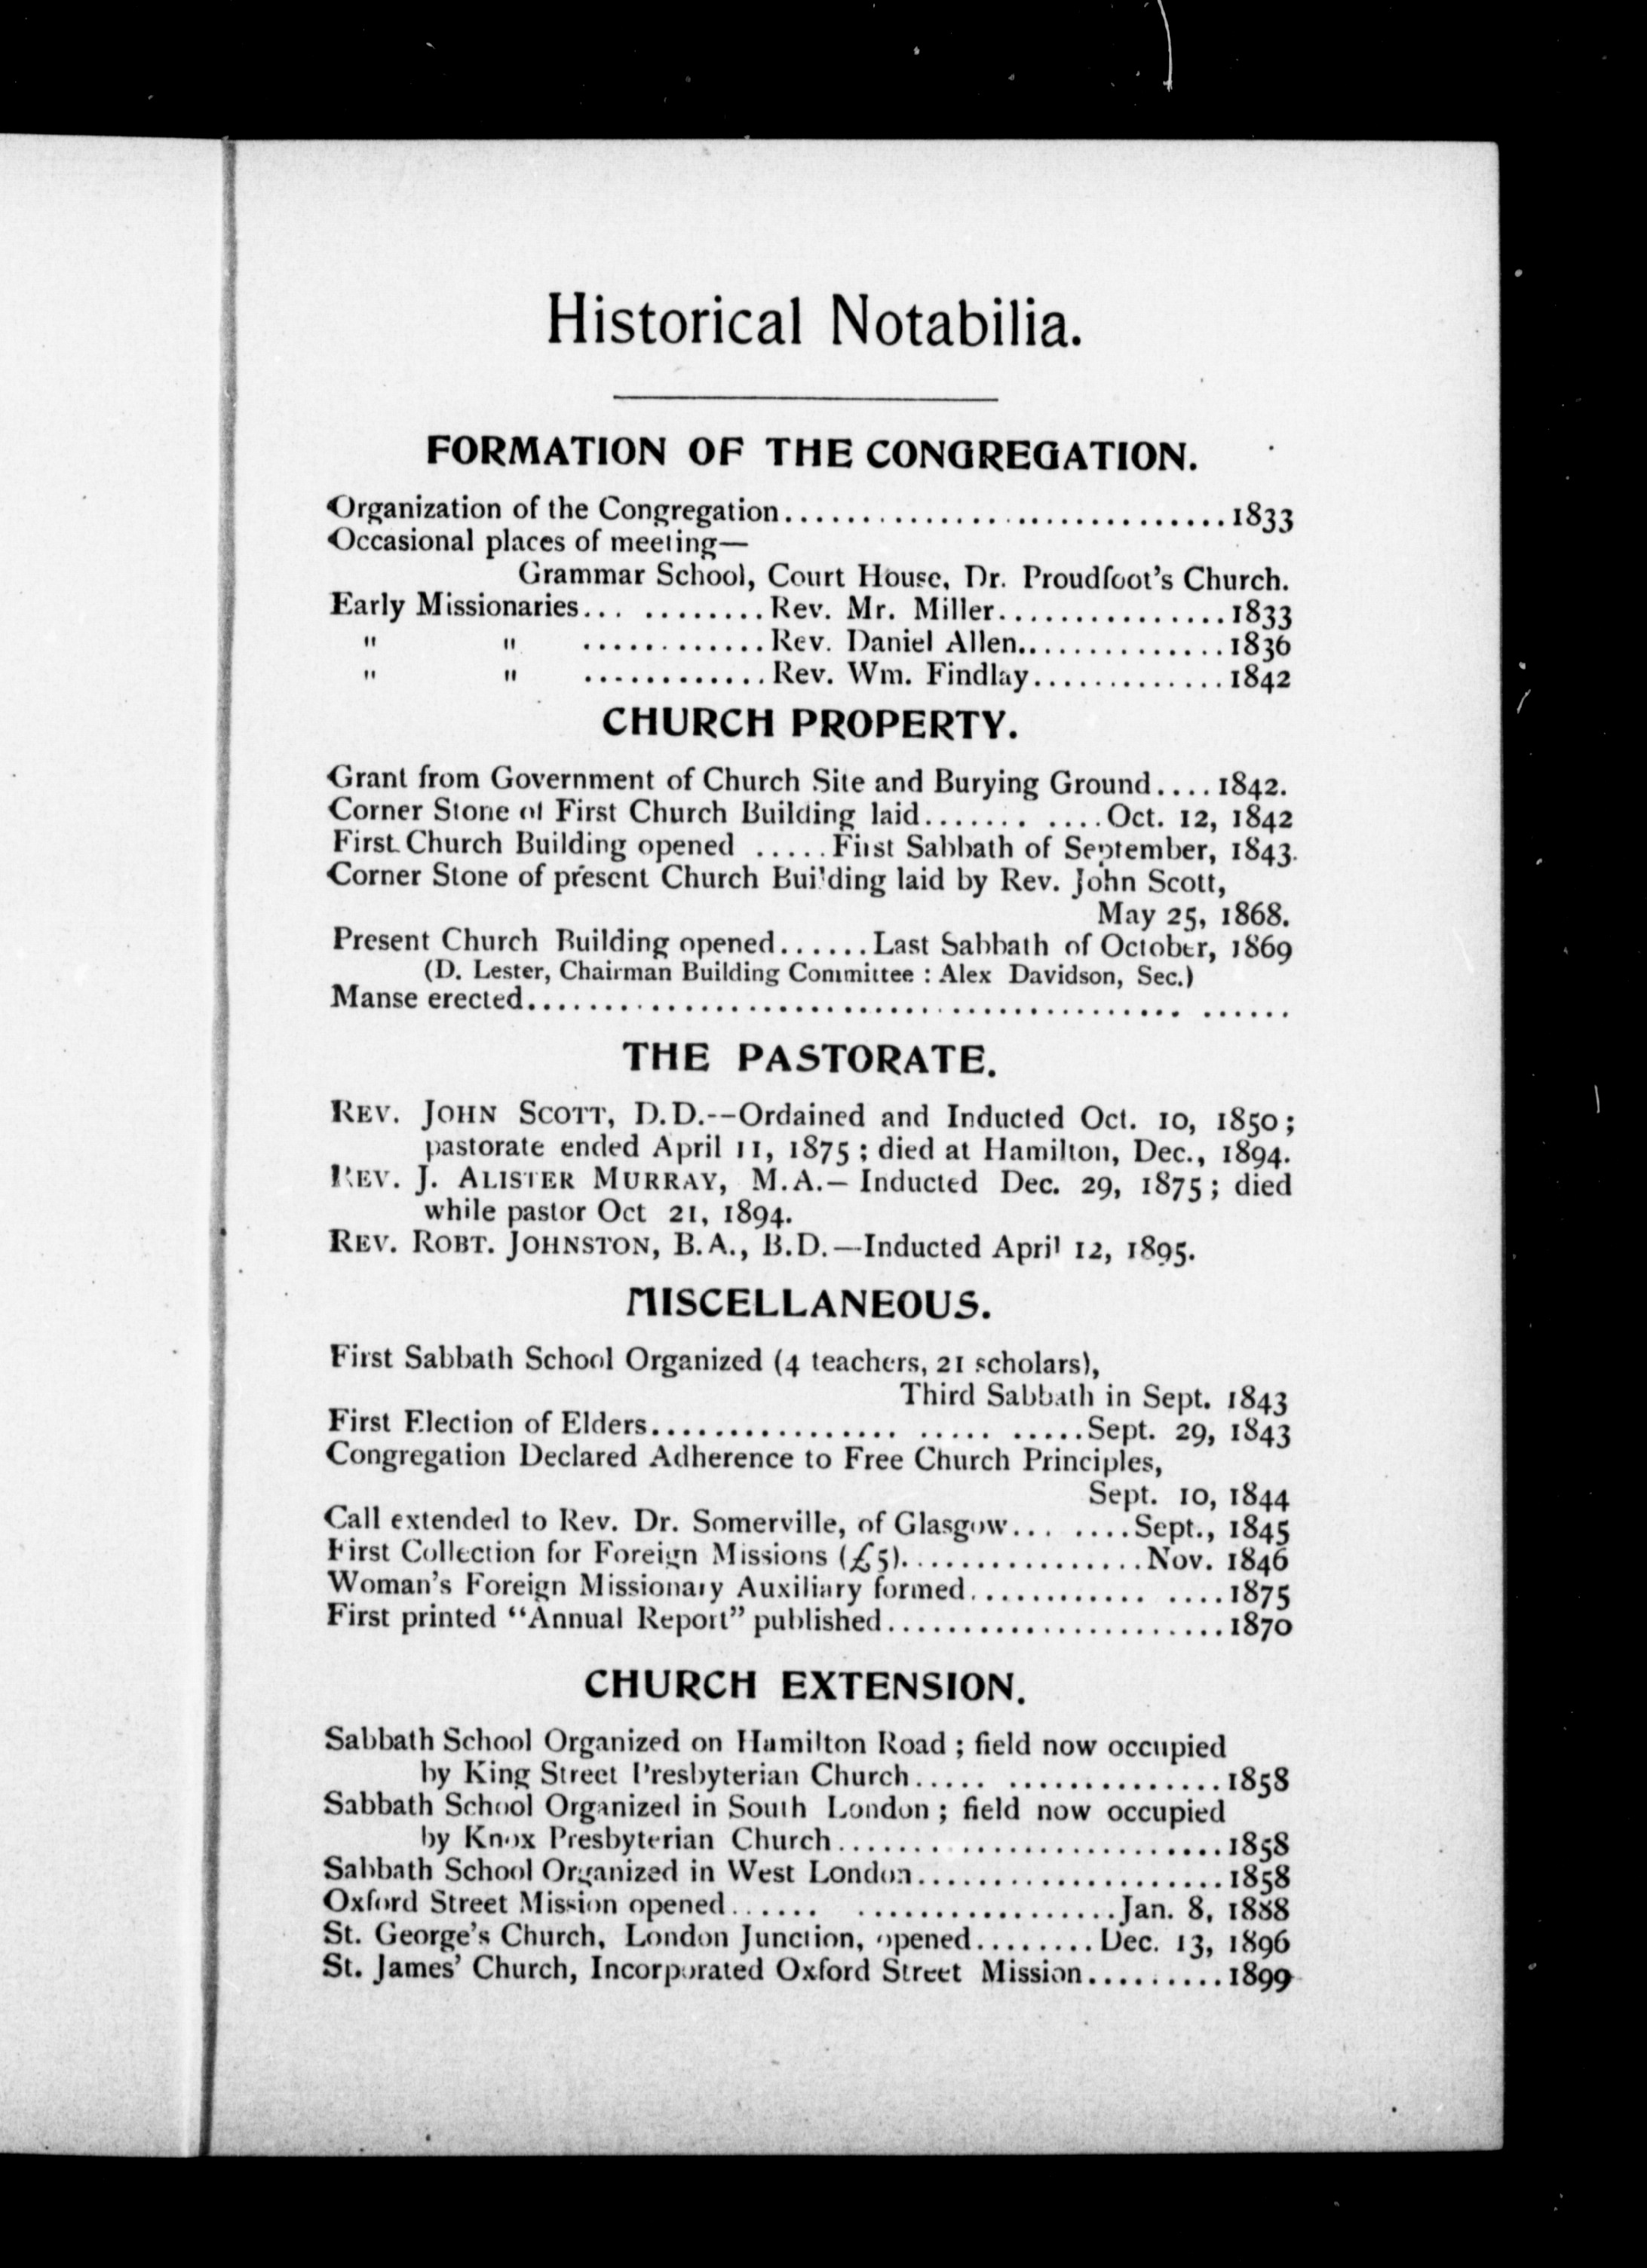 Historical Notabilia.
FORMATION OF THE CONGREGATION.
Organization of the Congregation.............................1833
Occasional places of meeting—
Grammar School, Court House, Dr. Proudfoot's Church.
Early Missionaries... ........Rev. Mr. Miller...............1833
" " ............Rev. Daniel Allen..............1836
" " ............Rev. Wm. Findlay.............1842
CHURCH PROPERTY.
Grant from Government of Church Site and Burying Ground....1842.
Corner Stone of First Church Building laid....... ....Oct. 12, 1842
First Church Building opened .....First Sabbath of September, 1843.
Corner Stone of present Church Building laid by Rev. John Scott,
May 25, 1868.
Present Church Building opened......Last Sabbath of October, 1869
(D. Lester, Chairman Building Committee : Alex Davidson, Sec.)
Manse erected........................................... ......
THE PASTORATE.
REV. JOHN SCOTT, D.D.--Ordained and Inducted Oct. 10, 1850;
pastorate ended April 11, 1875 ; died at Hamilton, Dec., 1894.
REV. J. ALISTER MURRAY, M.A.— Inducted Dec. 29, 1875; died
while pastor Oct 21, 1894.
REV. ROBT. JOHNSTON, B.A., B.D.—Inducted April 12, 1895.
MISCELLANEOUS.
First Sabbath School Organized (4 teachers, 21 scholars),
Third Sabbath in Sept. 1843
First Election of Elders................ ..... .....Sept. 29, 1843
Congregation Declared Adherence to Free Church Principles,
Sept. 10, 1844
Call extended to Rev. Dr. Somerville, of Glasgow... ....Sept., 1845
First Collection for Foreign Missions (£5)................Nov. 1846
Woman's Foreign Missionary Auxiliary formed............ ....1875
First printed “Annual Report” published......................1870
CHURCH EXTENSION.
Sabbath School Organized on Hamilton Road ; field now occupied
by King Street Presbyterian Church..... ..............1858
Sabbath School Organized in South London ; field now occupied
by Knox Presbyterian Church.........................1858
Sabbath School Organized in West London....................1858
Oxford Street Mission opened...... .................Jan. 8, 1888
St. George's Church, London Junction, opened........Dec. 13, 1896
St. James' Church, Incorporated Oxford Street Mission.........1899